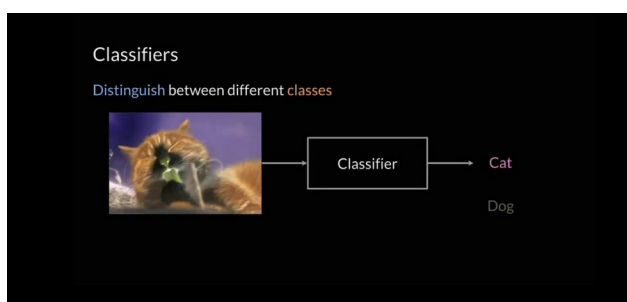 Classifiers
Distinguish between different classes
Classifier
Cat
Dog